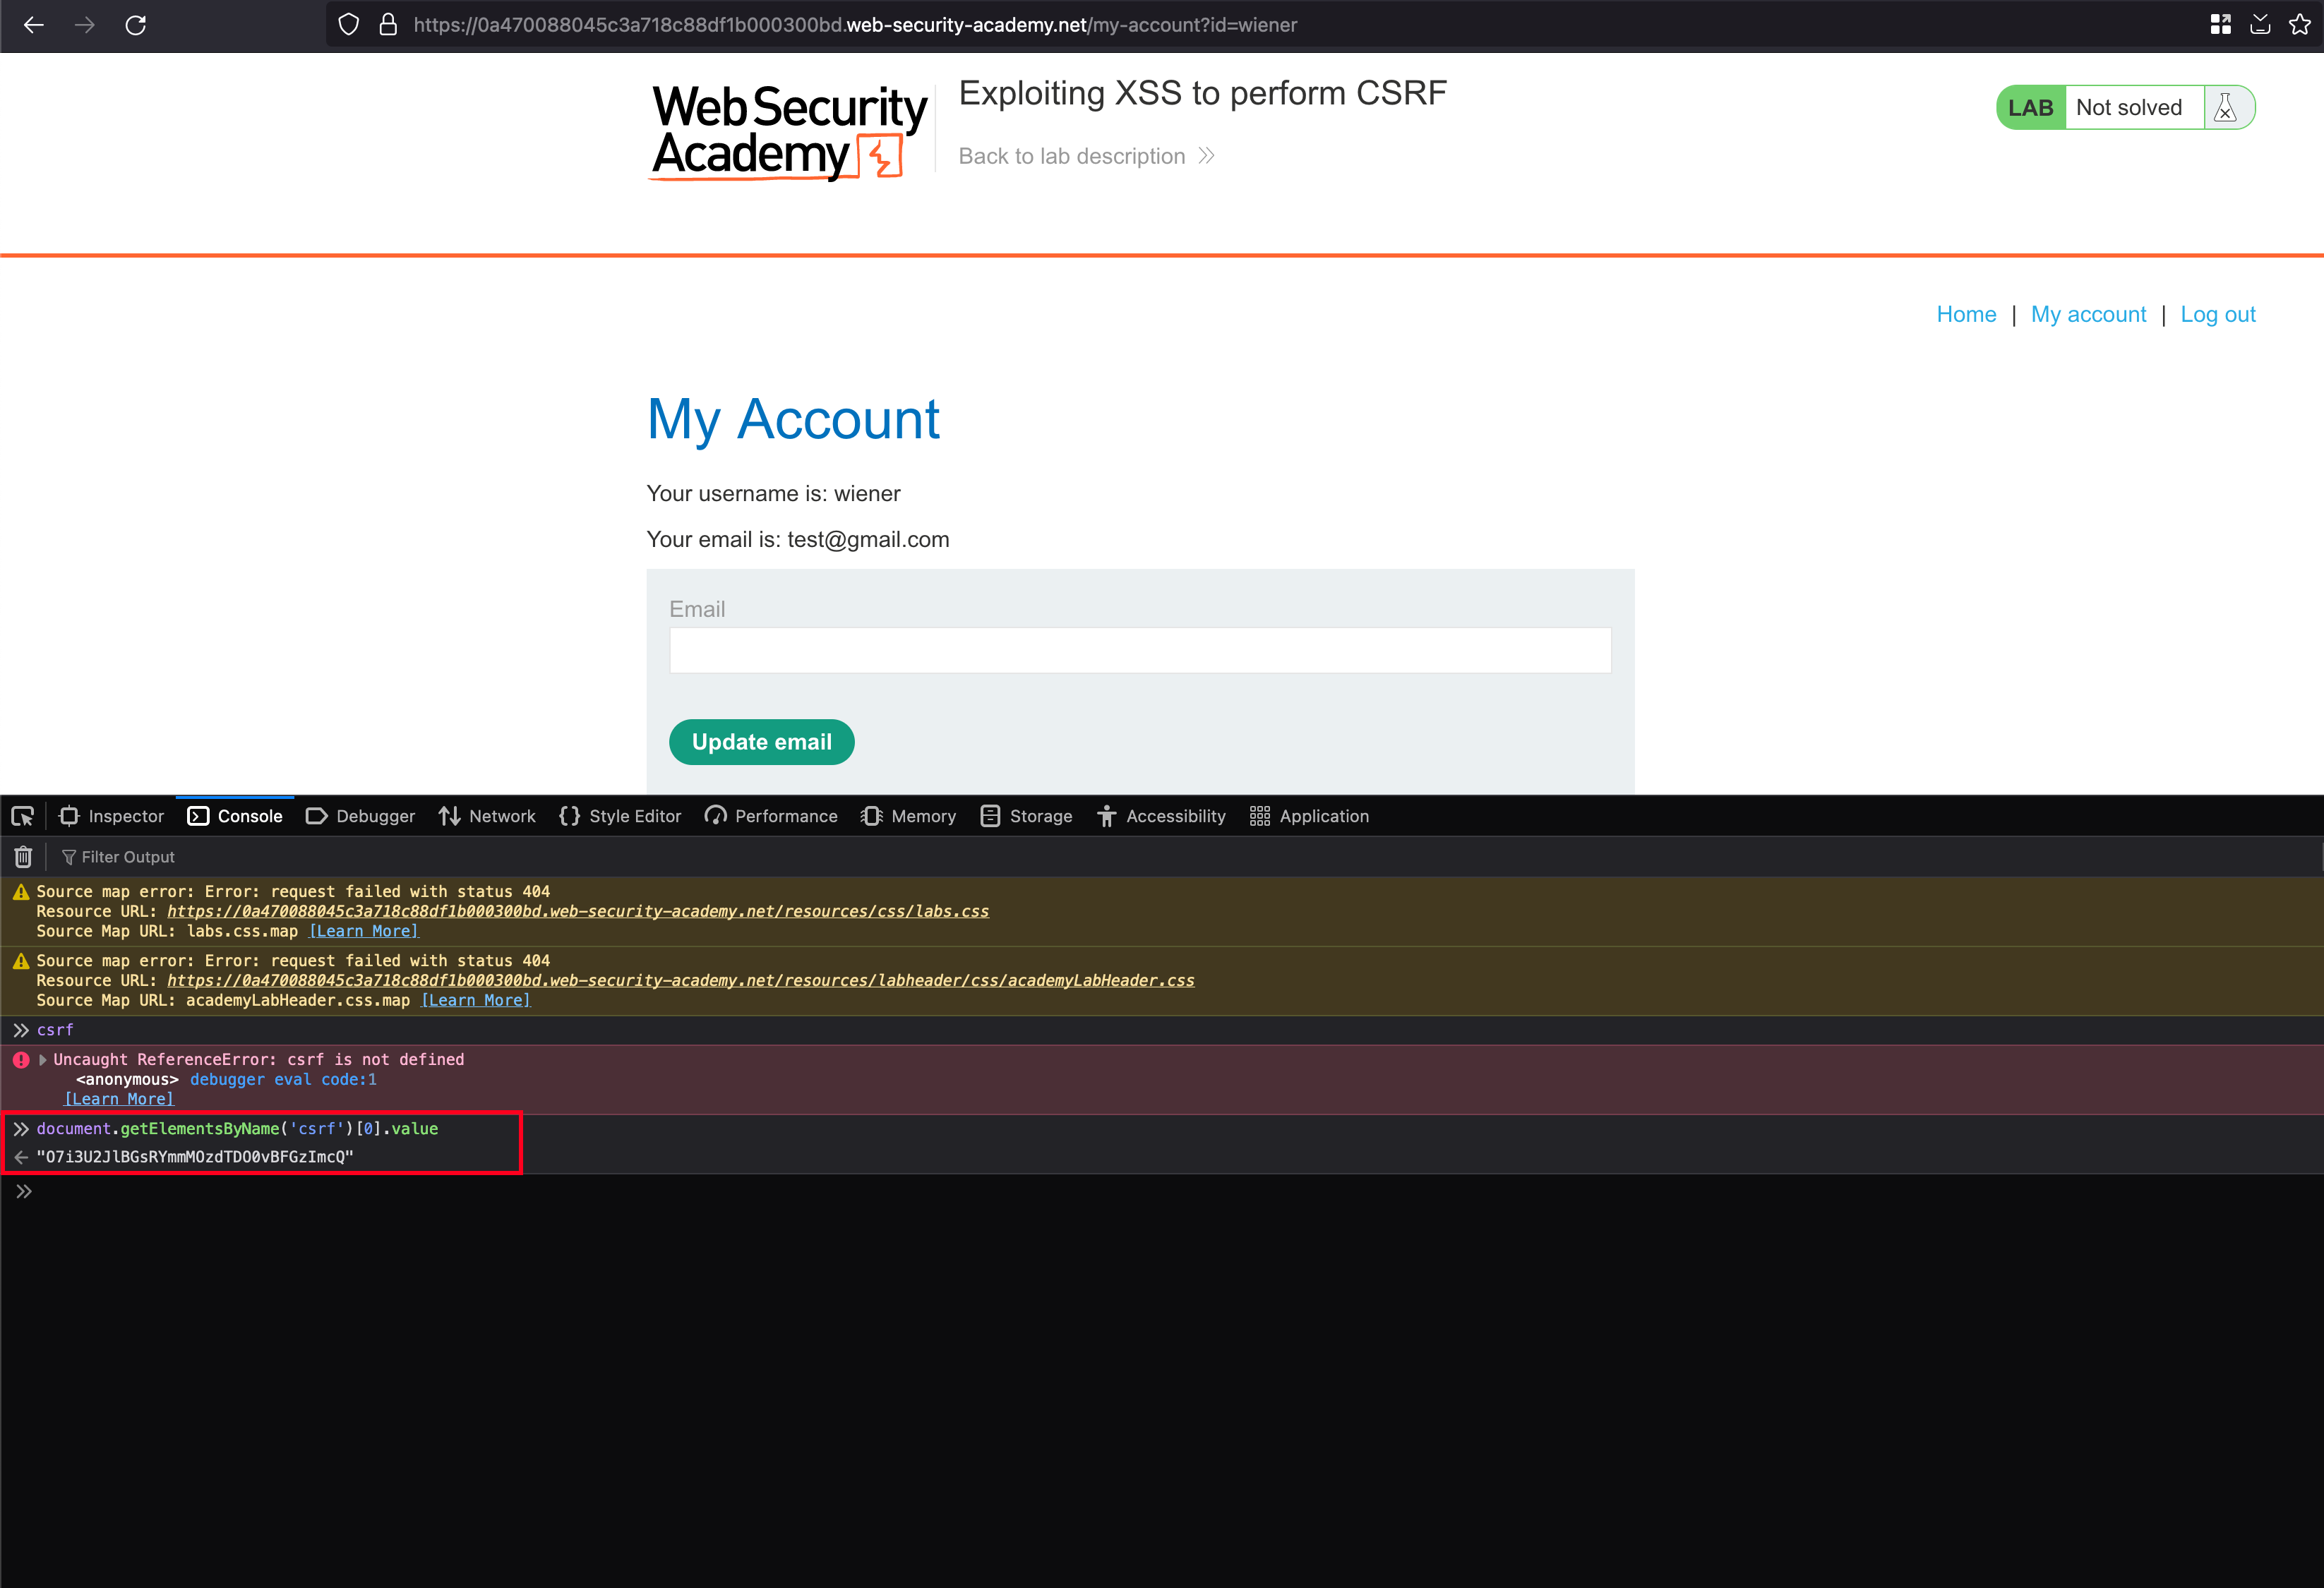 https://0a470088045c3a718c88df1b000300bd.web-security-academy.net/my-account?id=wiener
Web Security
Academy
Exploiting XSS to perform CSRF
Back to lab description
LAB Not solved
Home | My account | Log out
My Account
Your username is: wiener
Your email is: test@gmail.com
Email
Update email
Inspector Console Debugger Network Style Editor Performance Memory Storage Accessibility Application
Filter Output
Source map error: Error: request failed with status 404
Resource URL: https://0a470088045c3a718c88df1b000300bd.web-security-academy.net/resources/css/labs.css
Source Map URL: labs.css.map [Learn More]
Source map error: Error: request failed with status 404
Resource URL: https://0a470088045c3a718c88df1b000300bd.web-security-academy.net/resources/labheader/css/academyLabHeader.css
Source Map URL: academyLabHeader.css.map [Learn More]
csrf
Uncaught ReferenceError: csrf is not defined
<anonymous> debugger eval code:1
[Learn More]
document.getElementsByName('csrf')[0].value
"O7i3U2JlBGsRYmmMOzdTDO0vBFGzImcQ"